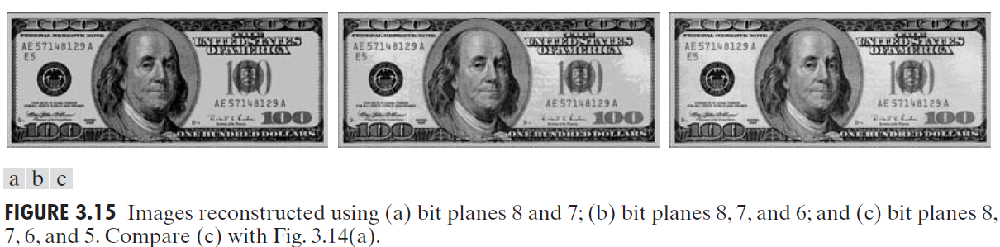 FEDERAL RESERVE NOTE
THE
UNITED STATES
OF AMERICA
AE 57148129 A
E5
100
AE 57148129 A
100
100
ONE HUNDRED DOLLARS
FEDERAL RESERVE NOTE
THE
UNITED STATES
OF AMERICA
AE 57148129 A
E5
100
AE 57148129 A
100
100
ONE HUNDRED DOLLARS
FEDERAL RESERVE NOTE
THE
UNITED STATES
OF AMERICA
AE 57148129 A
E5
100
AE 57148129 A
100
100
ONE HUNDRED DOLLARS
a b c
FIGURE 3.15 Images reconstructed using (a) bit planes 8 and 7; (b) bit planes 8, 7, and 6; and (c) bit planes 8,
7, 6, and 5. Compare (c) with Fig. 3.14(a).